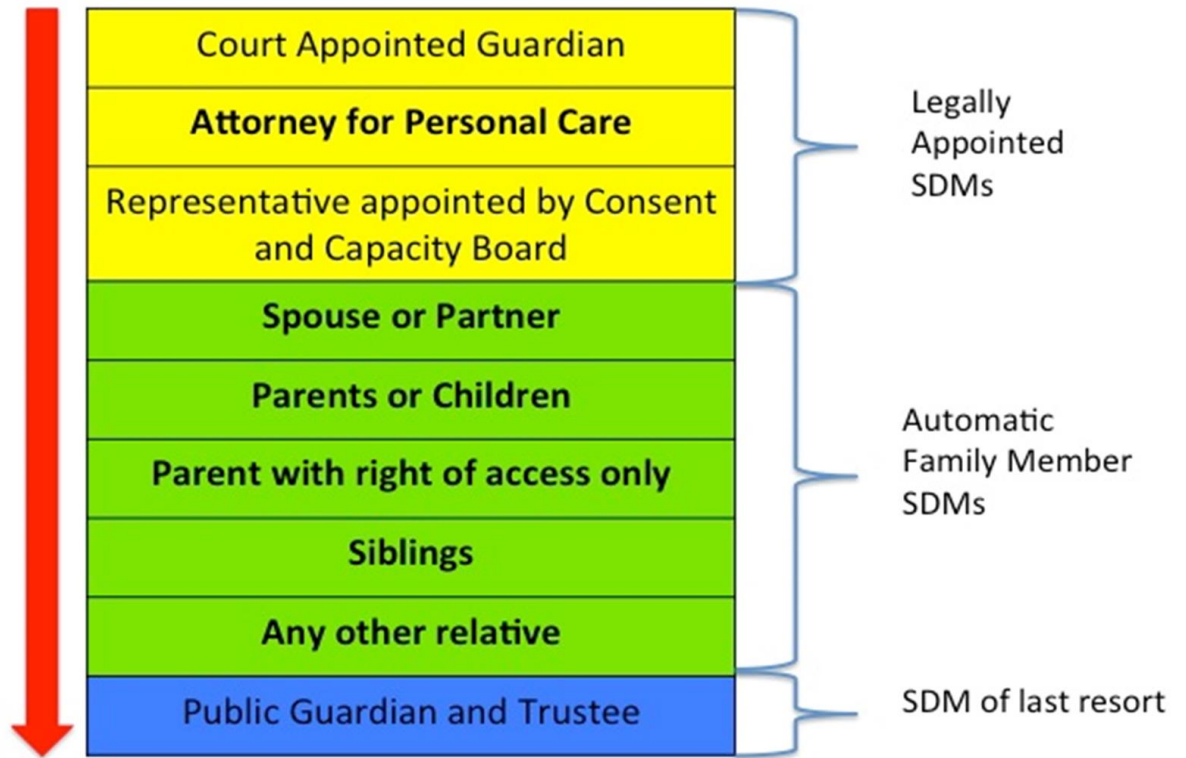 Court Appointed Guardian
Attorney for Personal Care
Representative appointed by Consent
and Capacity Board
Spouse or Partner
Parents or Children
Parent with right of access only
Siblings
Any other relative
Public Guardian and Trustee
Legally
Appointed
SDMs
Automatic
Family Member
SDMs
SDM of last resort